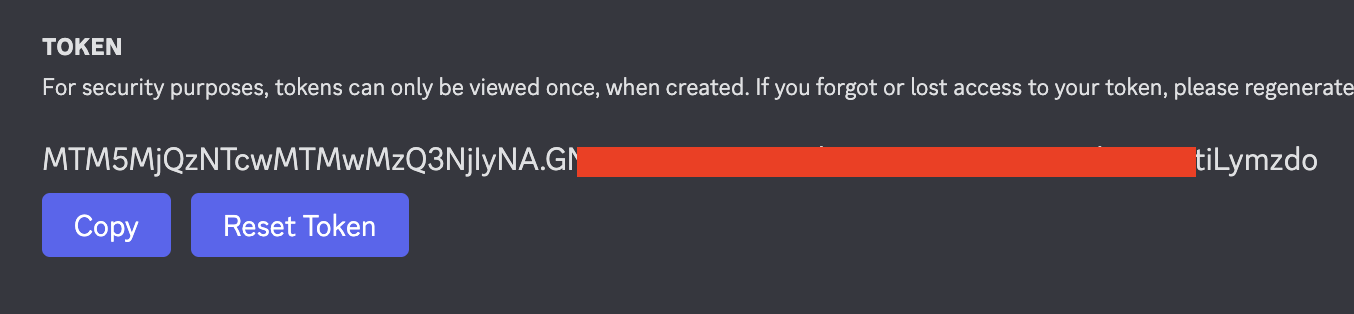 TOKEN
For security purposes, tokens can only be viewed once, when created. If you forgot or lost access to your token, please regenerate
MTM5MjQzNTcwMTMwMzQ3NjIyNA.GN tiLymzdo
Copy
Reset Token